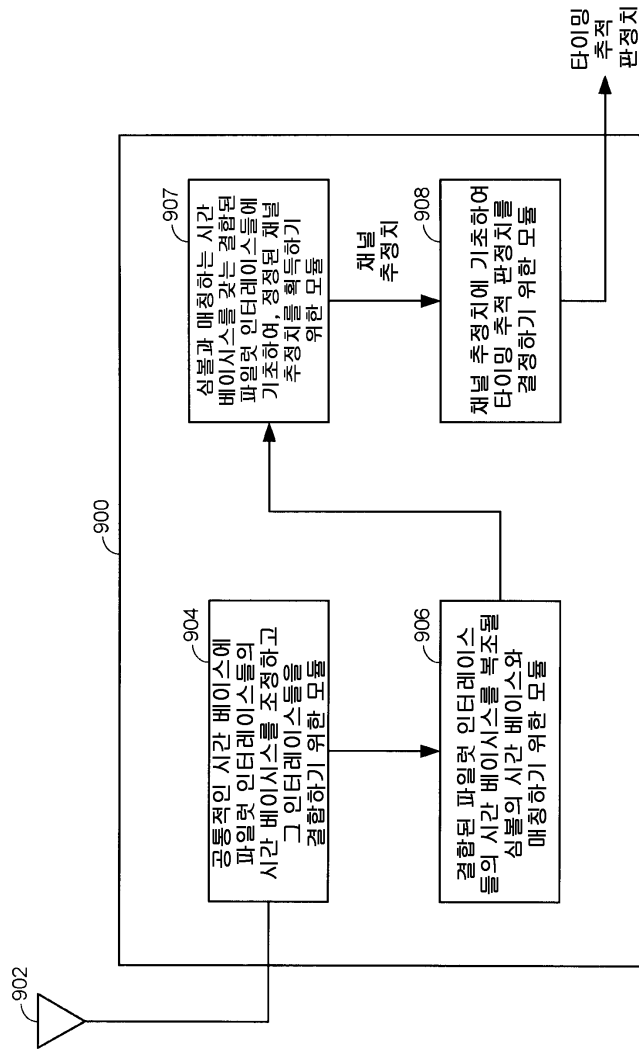 902
900
904
공통적인 시간 베이스에
파일럿 인터레이스들의
시간 베이시스를 조정하고
그 인터레이스들을
결합하기 위한 모듈
906
결합된 파일럿 인터레이스
들의 시간 베이시스를 복조될
심볼의 시간 베이스와
매칭하기 위한 모듈
907
심볼과 매칭하는 시간
베이시스를 갖는 결합된
파일럿 인터레이스들에
기초하여, 정정된 채널
추정치를 획득하기
위한 모듈
채널
추정치
908
채널 추정치에 기초하여
타이밍 추적 판정치를
결정하기 위한 모듈
타이밍
추적
판정치